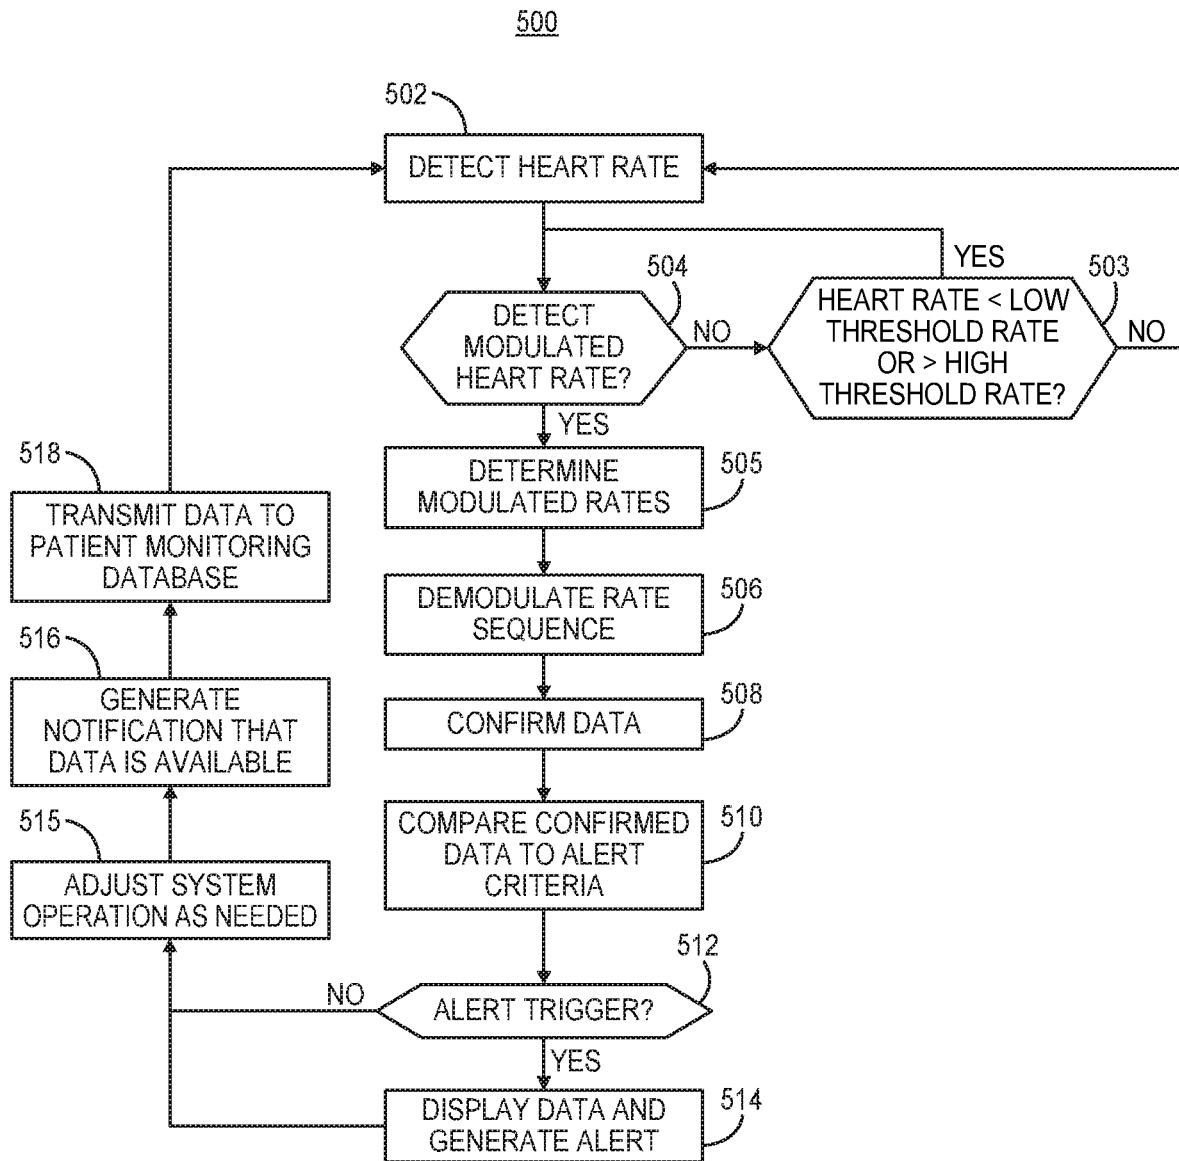 500
502
DETECT HEART RATE
YES
504
503
DETECT
MODULATED
HEART RATE?
NO
HEART RATE < LOW
THRESHOLD RATE
OR > HIGH
THRESHOLD RATE?
NO
YES
505
DETERMINE
MODULATED RATES
518
TRANSMIT DATA TO
PATIENT MONITORING
DATABASE
506
DEMODULATE RATE
SEQUENCE
516
GENERATE
NOTIFICATION THAT
DATA IS AVAILABLE
508
CONFIRM DATA
515
ADJUST SYSTEM
OPERATION AS NEEDED
510
COMPARE CONFIRMED
DATA TO ALERT
CRITERIA
512
NO
ALERT TRIGGER?
YES
514
DISPLAY DATA AND
GENERATE ALERT